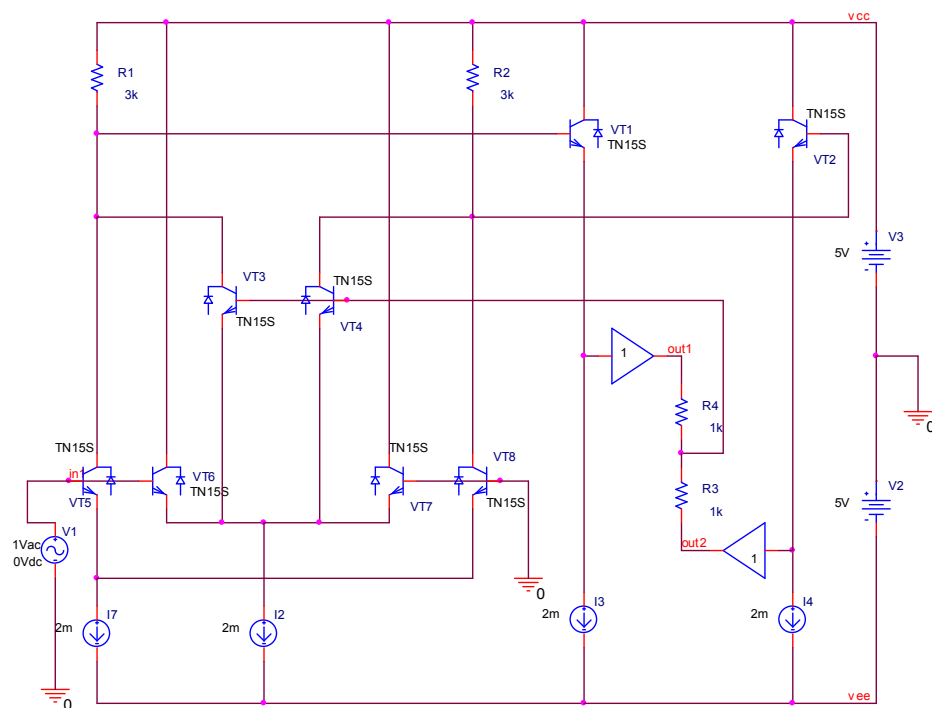 vcc
R1
3k
R2
3k
VT1
TN15S
TN15S
VT2
V3
5V
VT3
TN15S
TN15S
VT4
1
out1
R4
1k
0
TN15S
in1
VT5
VT6
TN15S
TN15S
VT7
VT8
TN15S
R3
1k
V2
5V
out2
1
V1
1Vac
0Vdc
0
I7
2m
I2
2m
I3
2m
I4
2m
0
vee